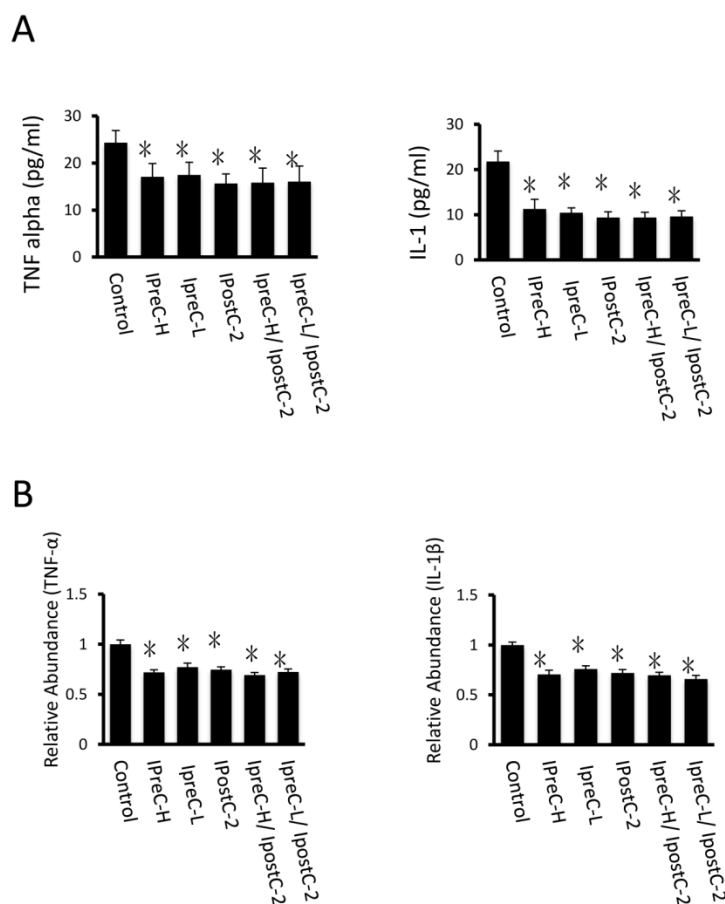 A
TNF alpha (pg/ml)
30
20
10
0
Control
IPreC-H
IpreC-L
IPostC-2
IpreC-H/ IpostC-2
IpreC-L/ IpostC-2
*
*
*
*
*
IL-1 (pg/ml)
30
20
10
0
Control
IPreC-H
IpreC-L
IPostC-2
IpreC-H/ IpostC-2
IpreC-L/ IpostC-2
*
*
*
*
*
B
Relative Abundance (TNF-α)
1.5
1
0.5
0
Control
IPreC-H
IpreC-L
IPostC-2
IpreC-H/ IpostC-2
IpreC-L/ IpostC-2
*
*
*
*
*
Relative Abundance (IL-1β)
1.5
1
0.5
0
Control
IPreC-H
IpreC-L
IPostC-2
IpreC-H/ IpostC-2
IpreC-L/ IpostC-2
*
*
*
*
*